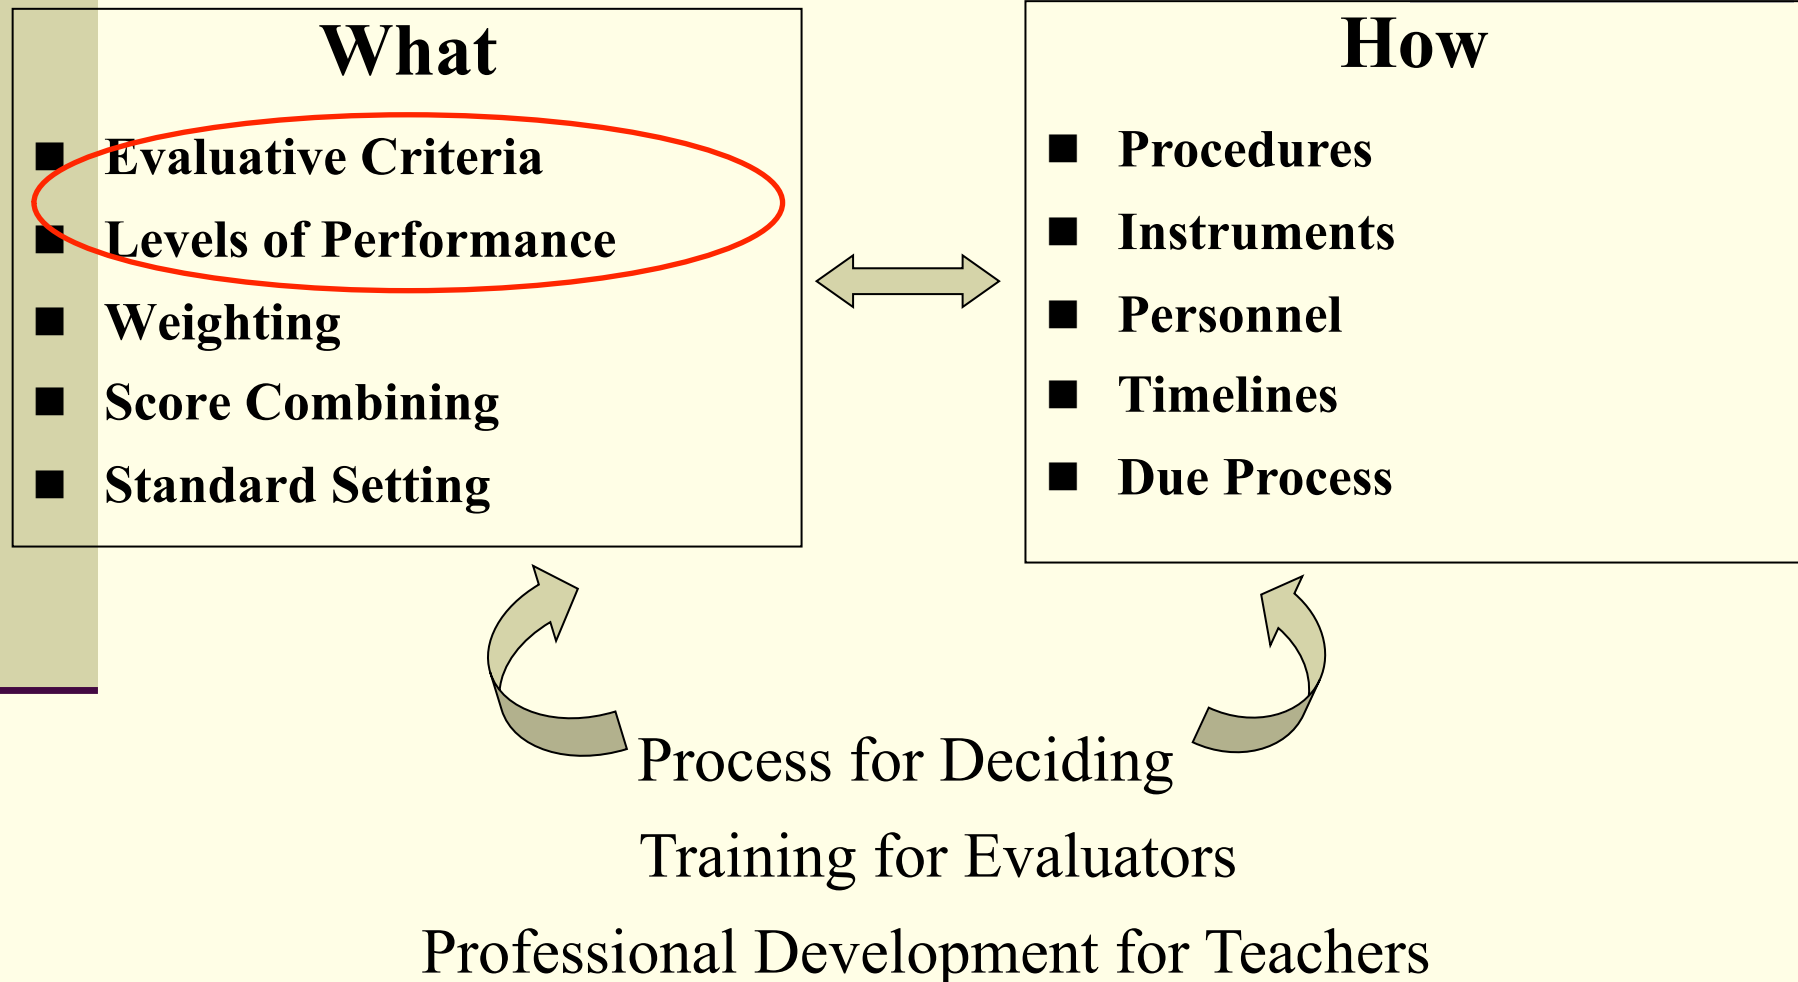 What
Evaluative Criteria
Levels of Performance
Weighting
Score Combining
Standard Setting
How
Procedures
Instruments
Personnel
Timelines
Due Process
Process for Deciding
Training for Evaluators
Professional Development for Teachers